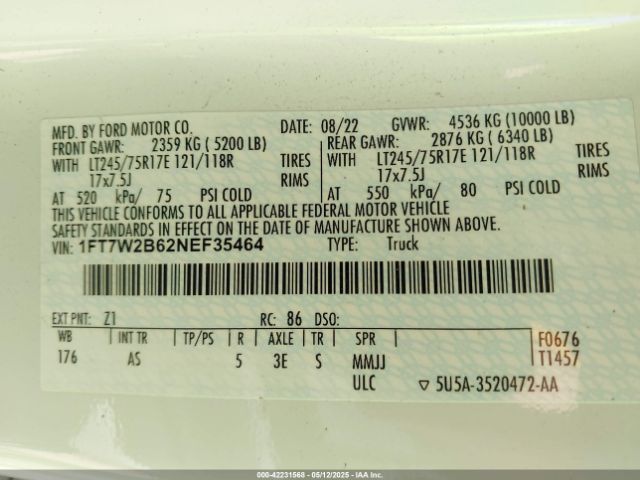 MFD. BY FORD MOTOR CO. DATE: 08/22 GVWR: 4536 KG (10000 LB)
FRONT GAWR: 2359 KG ( 5200 LB) REAR GAWR: 2876 KG ( 6340 LB)
WITH LT245/75R17E 121/118R TIRES WITH LT245/75R17E 121/118R TIRES
17x7.5J RIMS 17x7.5J RIMS
AT 520 kPa/ 75 PSI COLD AT 550 kPa/ 80 PSI COLD
THIS VEHICLE CONFORMS TO ALL APPLICABLE FEDERAL MOTOR VEHICLE
SAFETY STANDARDS IN EFFECT ON THE DATE OF MANUFACTURE SHOWN ABOVE.
VIN: 1FT7W2B62NEF35464 TYPE: Truck
EXT PNT: Z1 RC: 86 DSO:
WB INT TR TP/PS R AXLE TR SPR F0676
176 AS 5 3E S MMJJ T1457
ULC ▽ 5U5A-3520472-AA
000-42231568 - 05/12/2025 - IAA Inc. Copyright